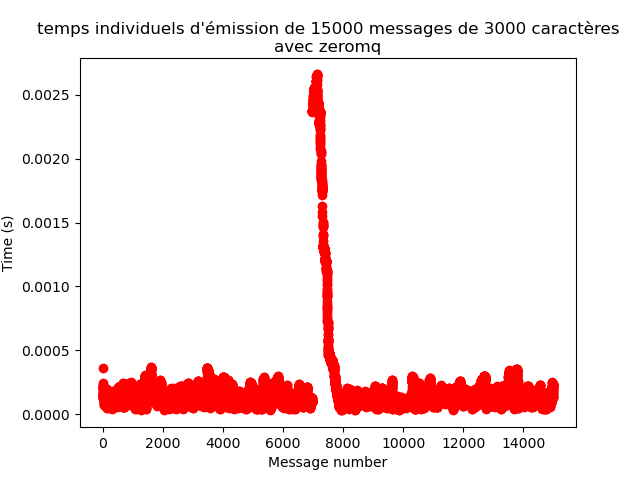 temps individuels d'émission de 15000 messages de 3000 caractères
avec zeromq
0.0025
0.0020
0.0015
0.0010
0.0005
0.0000
Time (s)
0 2000 4000 6000 8000 10000 12000 14000
Message number